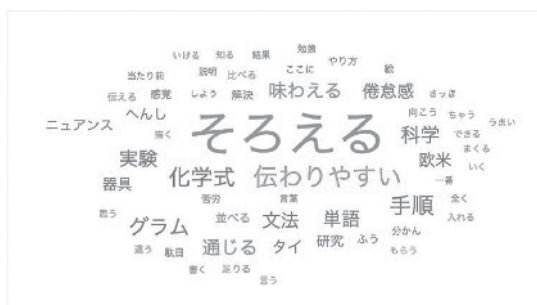 いける 知る 結果 勉強
やり方
当たり前 説明 比べる ここに 絵
伝える 感覚 しよう 解決 味わえる 倦怠感 さっき
ニュアンス へんし 向こう ちゃう うまい
描く そろえる 科学 できる
まくる
実験 欧米 いく
器具 化学式 伝わりやすい 一番
苦労 言葉 手順 全く
思う グラム 並べる 文法 単語 入れる
分かん
違う 駄目 通じる タイ 研究 ふう もらう
書く 足りる
言う